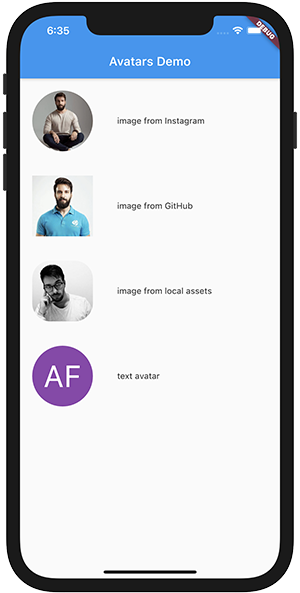 6:35
DEBUG
Avatars Demo
image from Instagram
image from GitHub
image from local assets
AF
text avatar